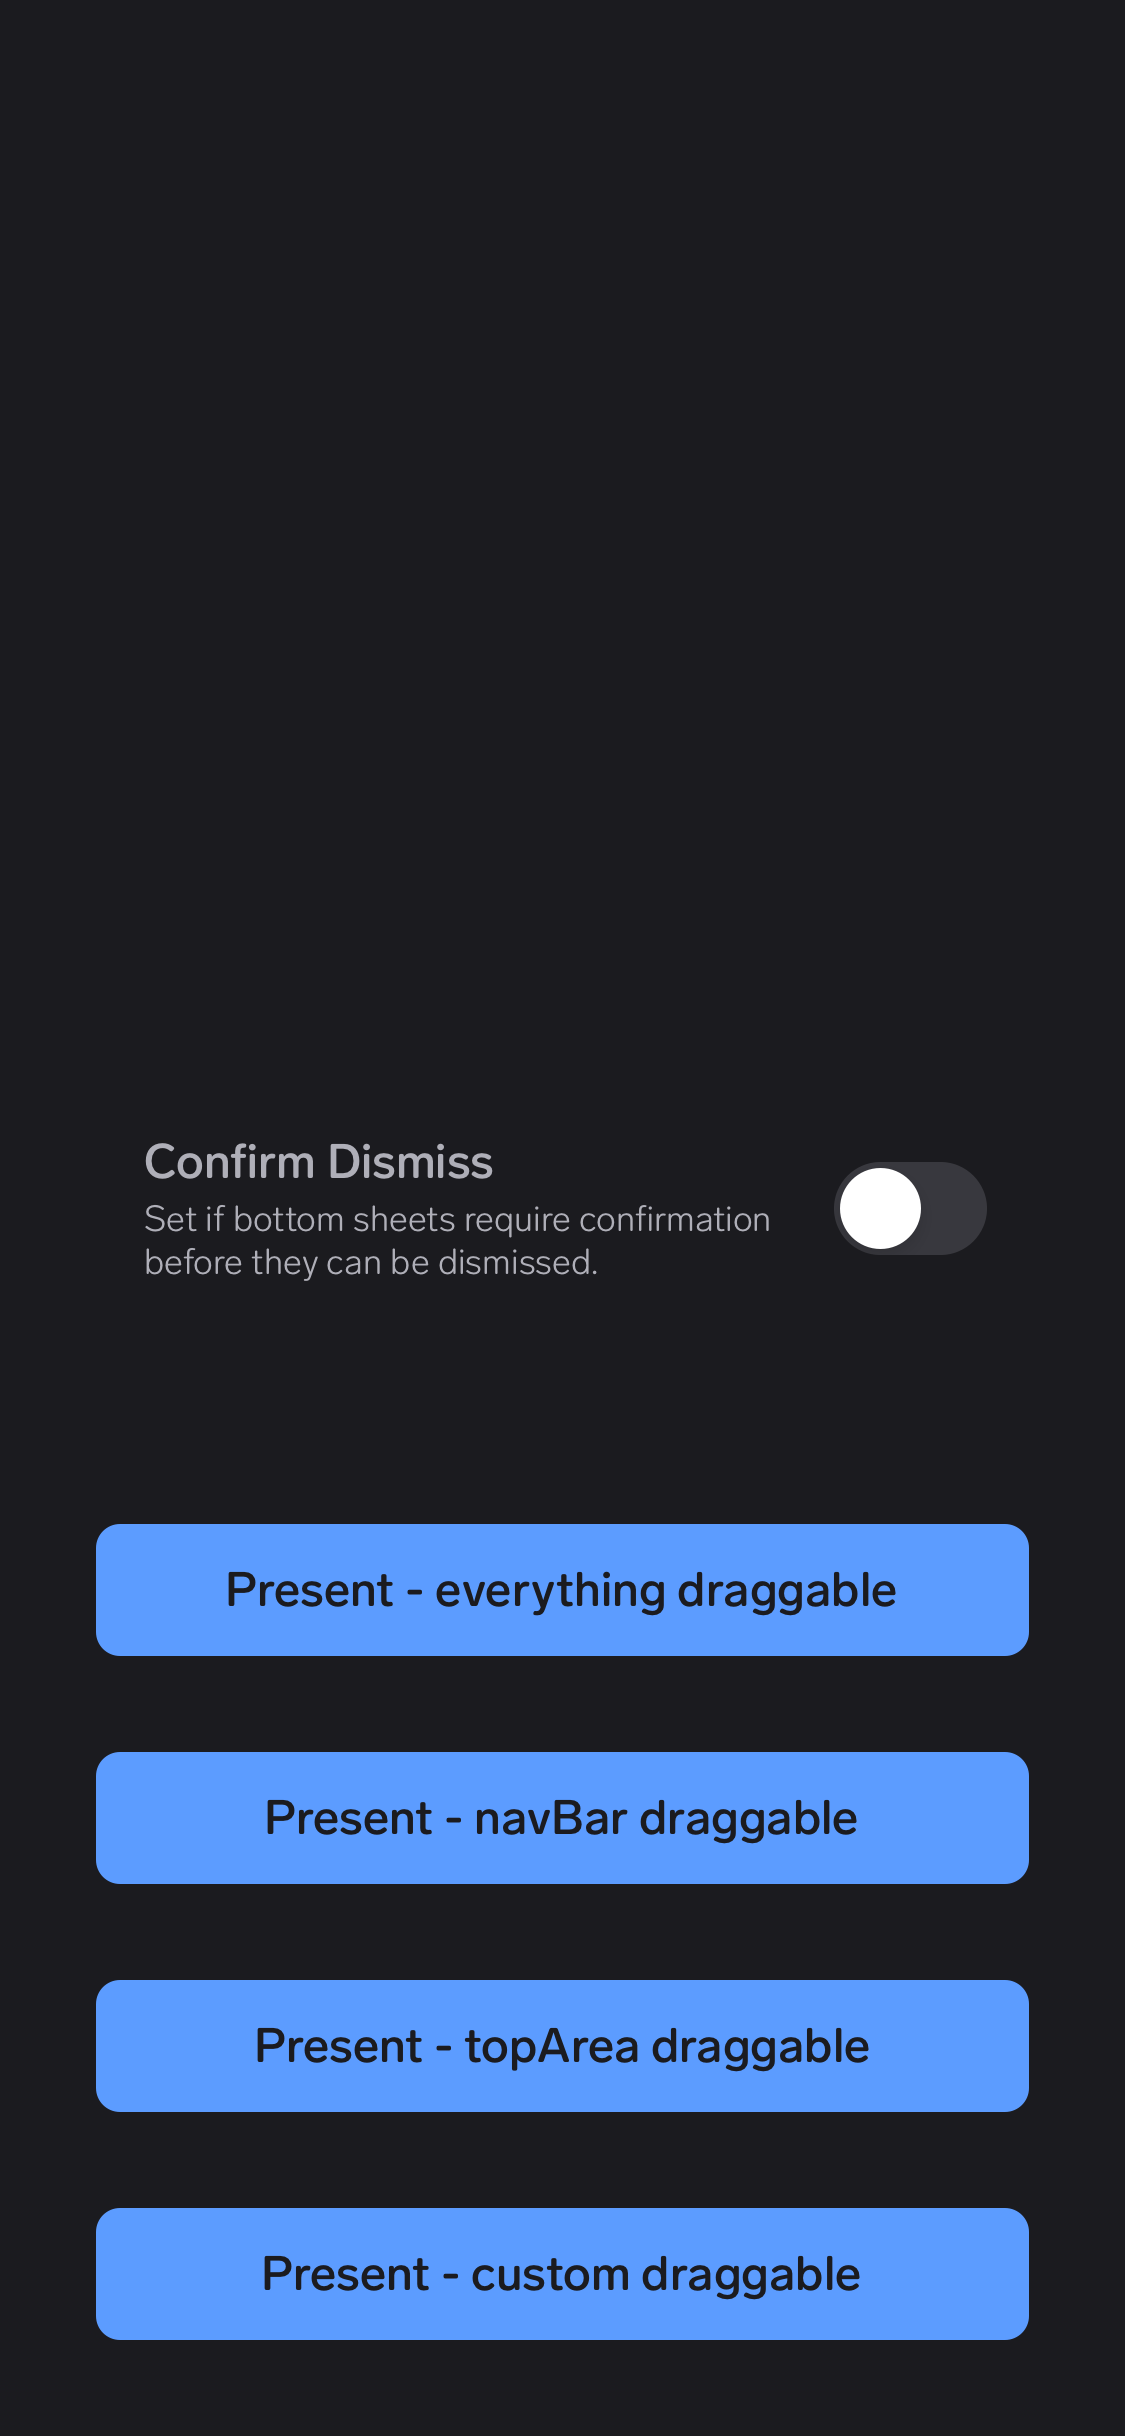 Confirm Dismiss
Set if bottom sheets require confirmation
before they can be dismissed.
Present - everything draggable
Present - navBar draggable
Present - topArea draggable
Present - custom draggable